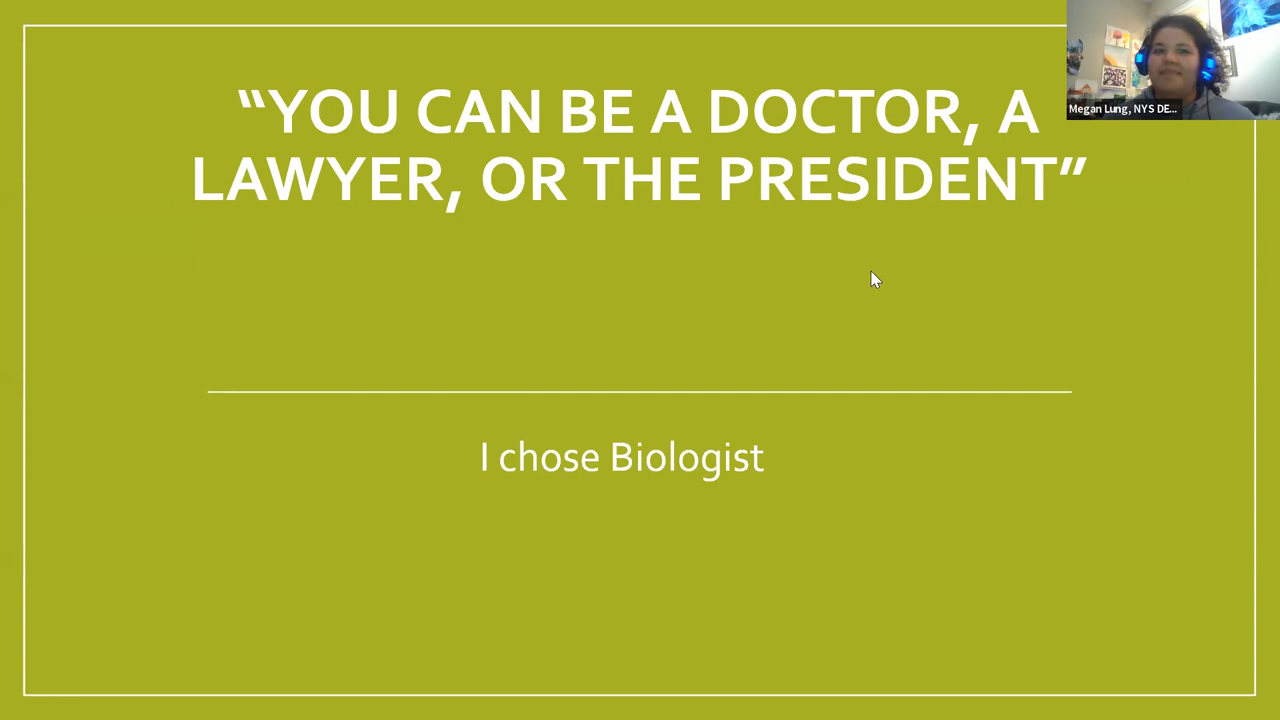 “YOU CAN BE A DOCTOR, A
LAWYER, OR THE PRESIDENT”
I chose Biologist
Megan Lung, NYS DE...